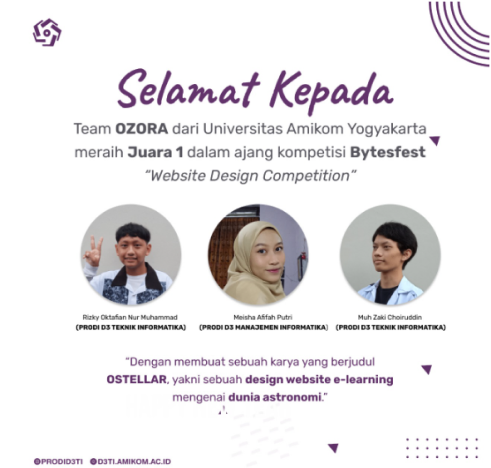 Selamat Kepada
Team OZORA dari Universitas Amikom Yogyakarta
meraih Juara 1 dalam ajang kompetisi Bytesfest
“Website Design Competition”
Rizky Oktafian Nur Muhammad
(PRODI D3 TEKNIK INFORMATIKA)
Meisha Afifah Putri
(PRODI D3 MANAJEMEN INFORMATIKA)
Muh Zaki Choiruddin
(PRODI D3 TEKNIK INFORMATIKA)
“Dengan membuat sebuah karya yang berjudul
OSTELLAR, yakni sebuah design website e-learning
mengenai dunia astronomi.”
@PRODID3TI @D3TI.AMIKOM.AC.ID